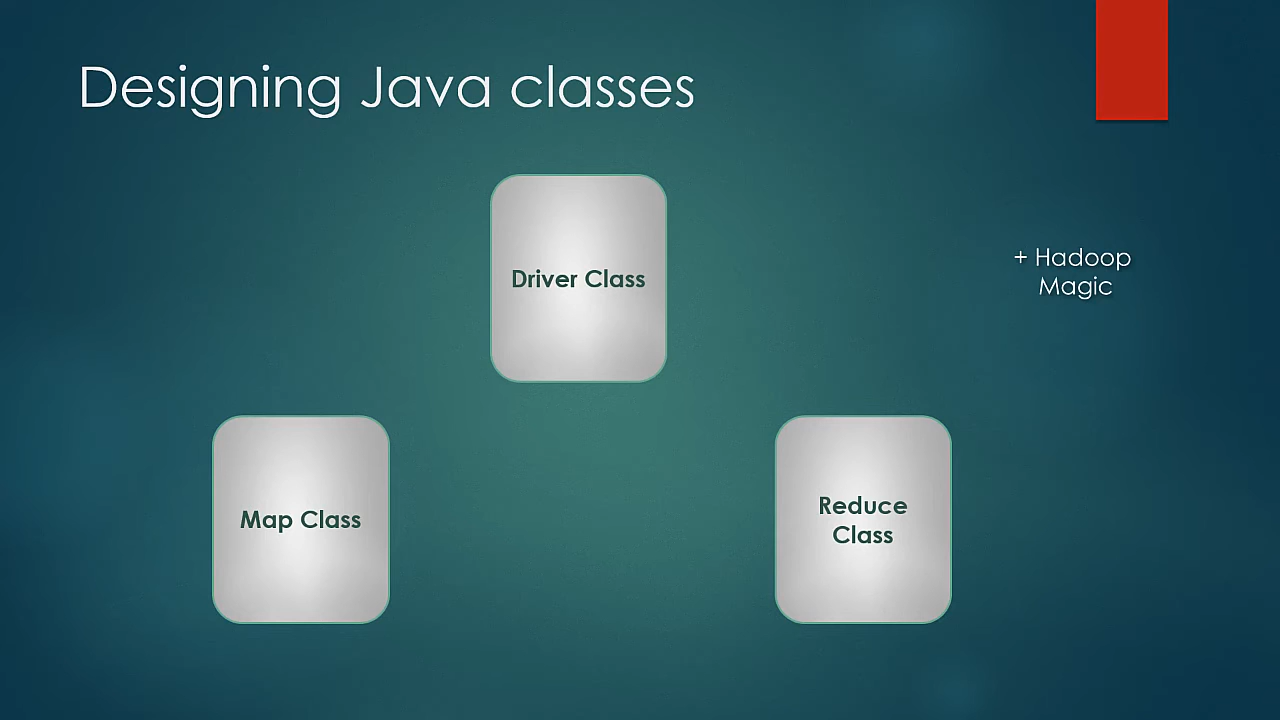 Designing Java classes
Driver Class
+ Hadoop
Magic
Map Class
Reduce
Class